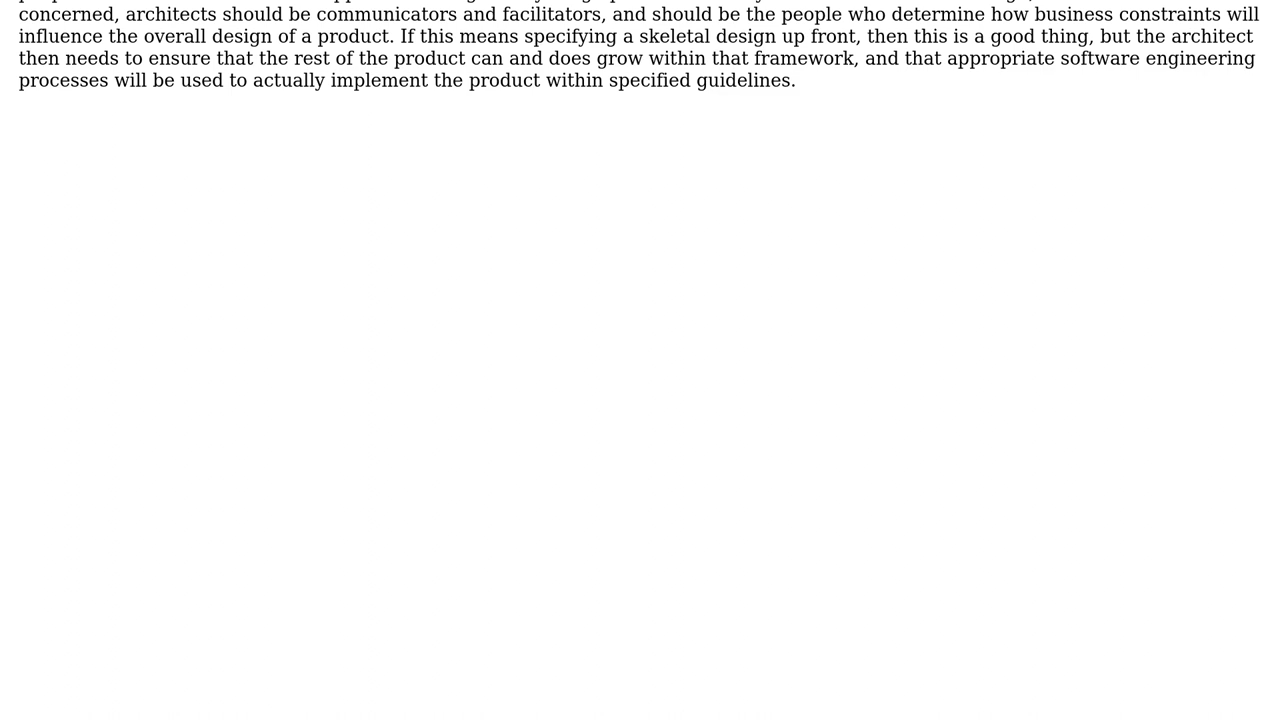 concerned, architects should be communicators and facilitators, and should be the people who determine how business constraints will
influence the overall design of a product. If this means specifying a skeletal design up front, then this is a good thing, but the architect
then needs to ensure that the rest of the product can and does grow within that framework, and that appropriate software engineering
processes will be used to actually implement the product within specified guidelines.